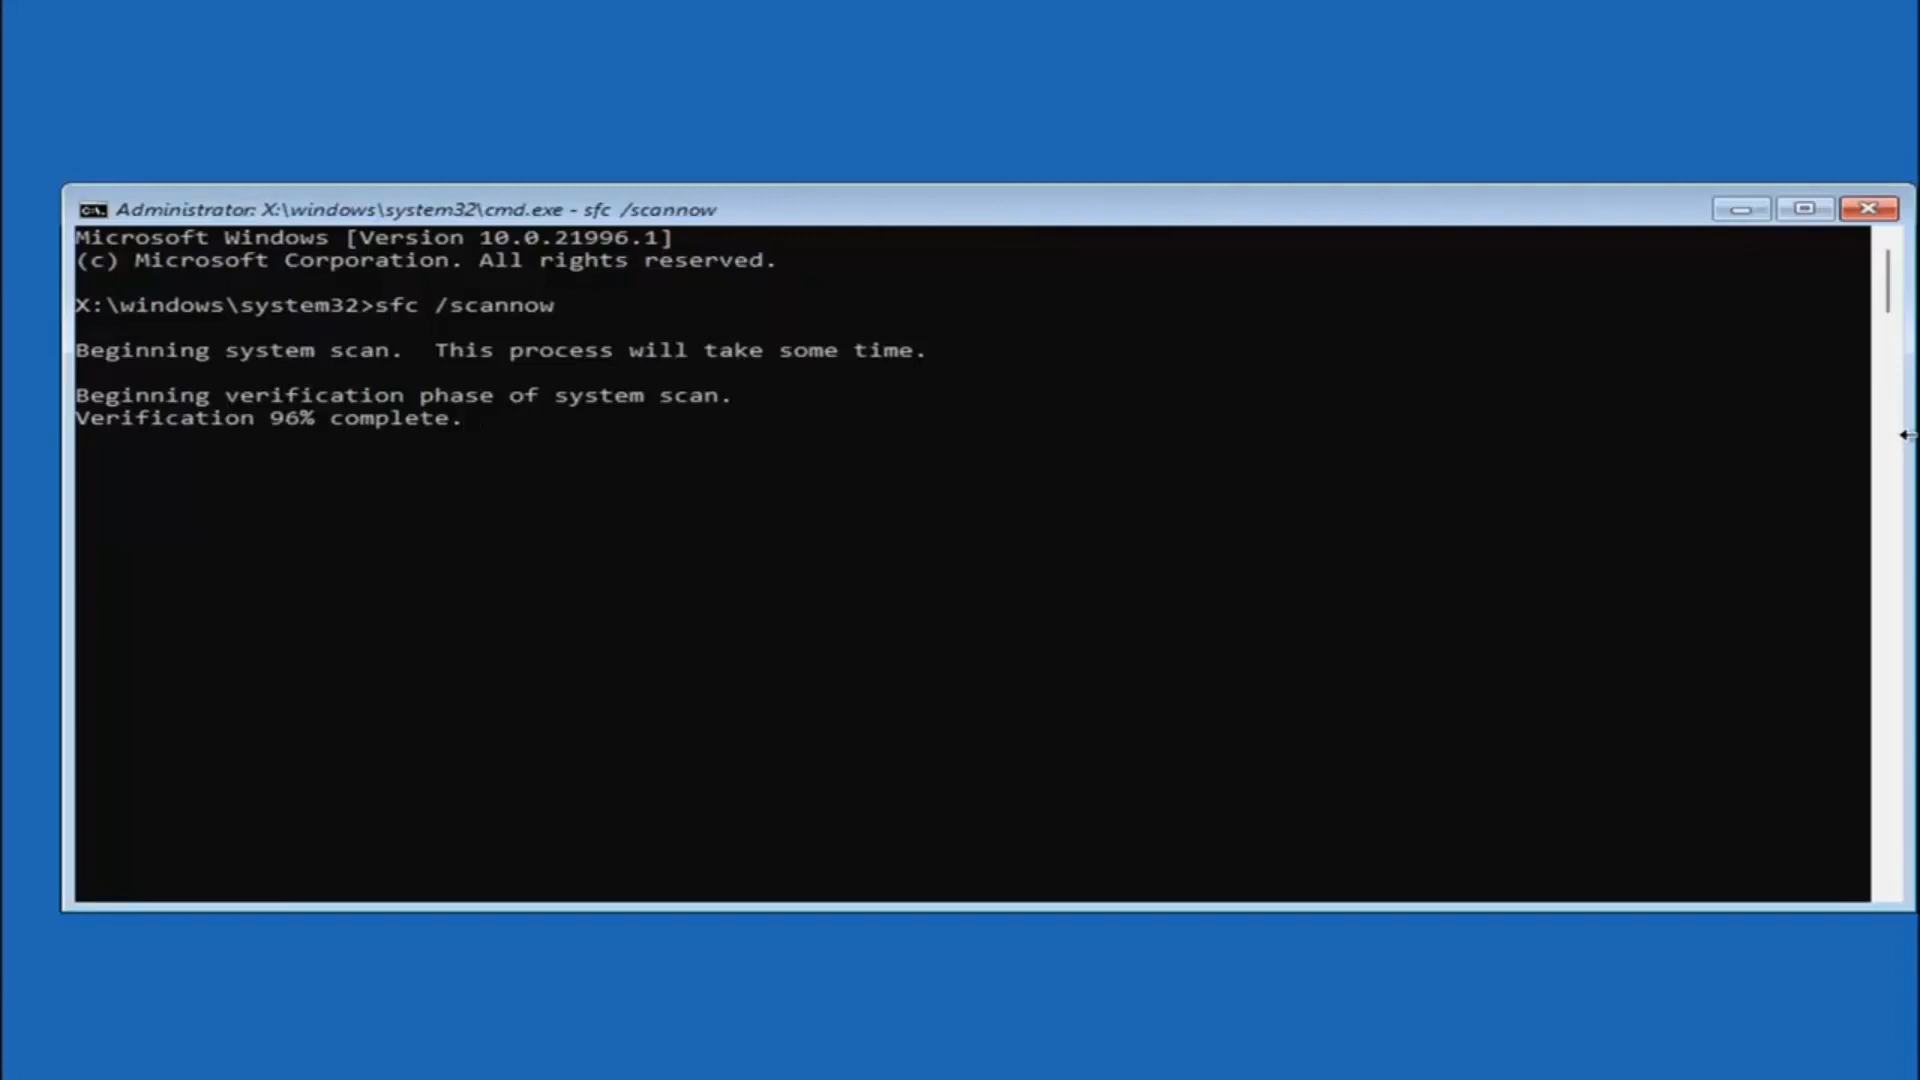 Administrator: X:\windows\system32\cmd.exe - sfc /scannow
Microsoft Windows [Version 10.0.21996.1]
(c) Microsoft Corporation. All rights reserved.
X:\windows\system32>sfc /scannow
Beginning system scan.  This process will take some time.
Beginning verification phase of system scan.
Verification 96% complete.